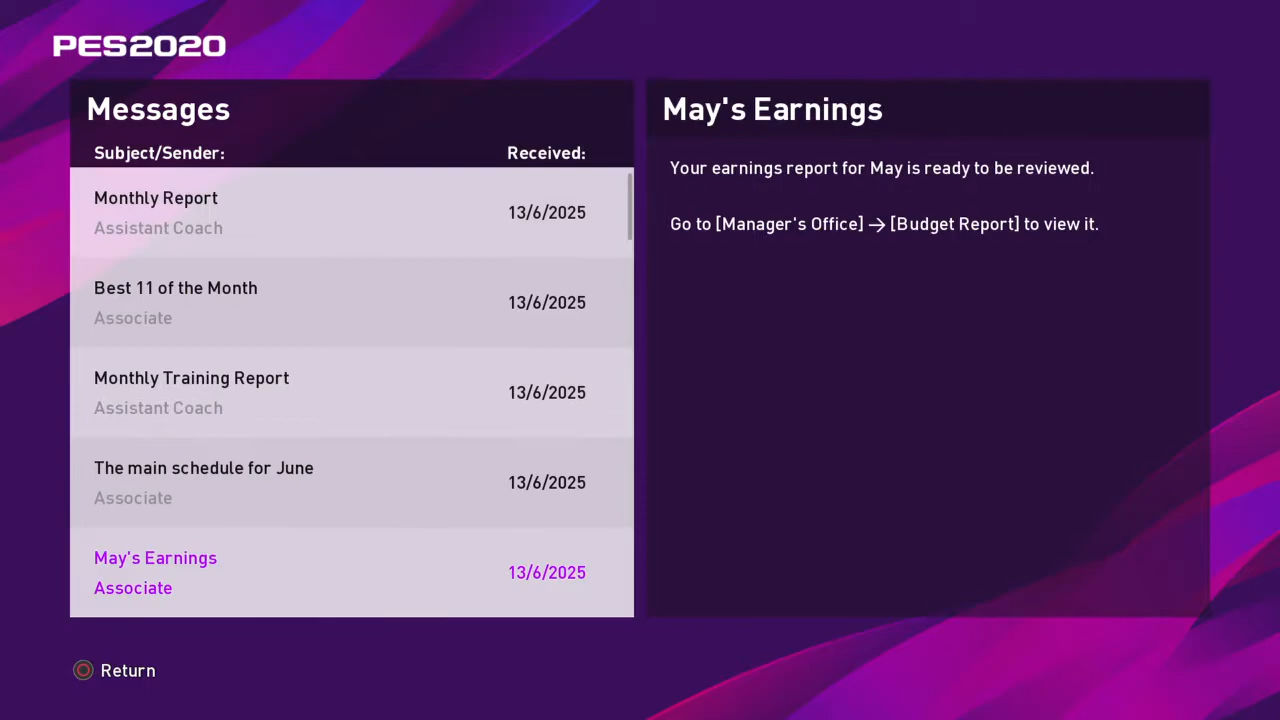 PES2020
Messages
Subject/Sender:
Received:
Monthly Report
Assistant Coach
13/6/2025
Best 11 of the Month
Associate
13/6/2025
Monthly Training Report
Assistant Coach
13/6/2025
The main schedule for June
Associate
13/6/2025
May's Earnings
Associate
13/6/2025
May's Earnings
Your earnings report for May is ready to be reviewed.
Go to [Manager's Office] → [Budget Report] to view it.
Return